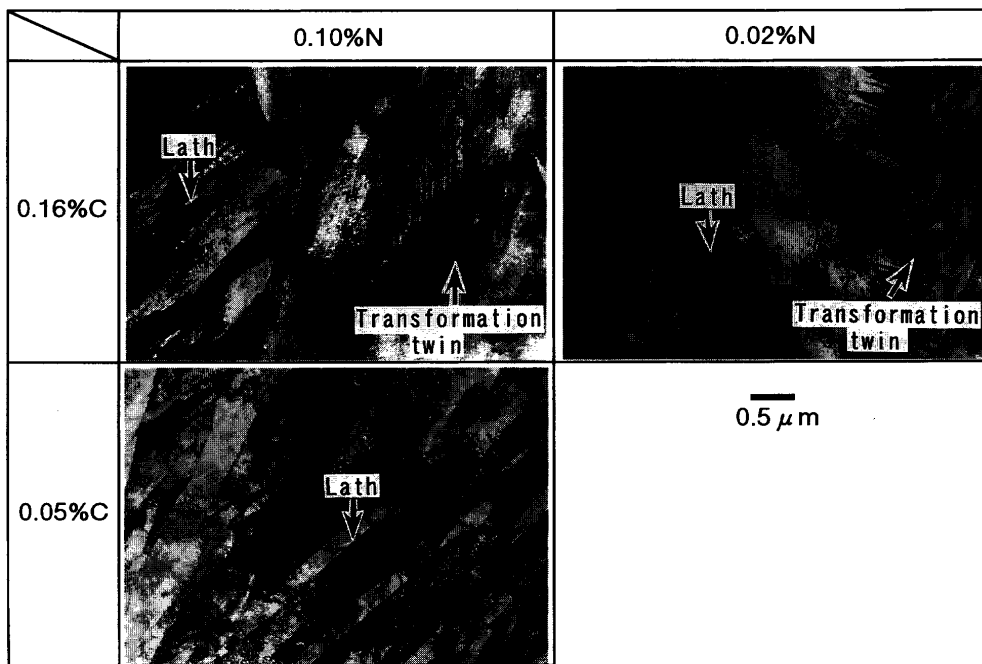 0.10%N
0.02%N
0.16%C
Lath
Transformation
twin
Lath
Transformation
twin
0.05%C
Lath
0.5 μm